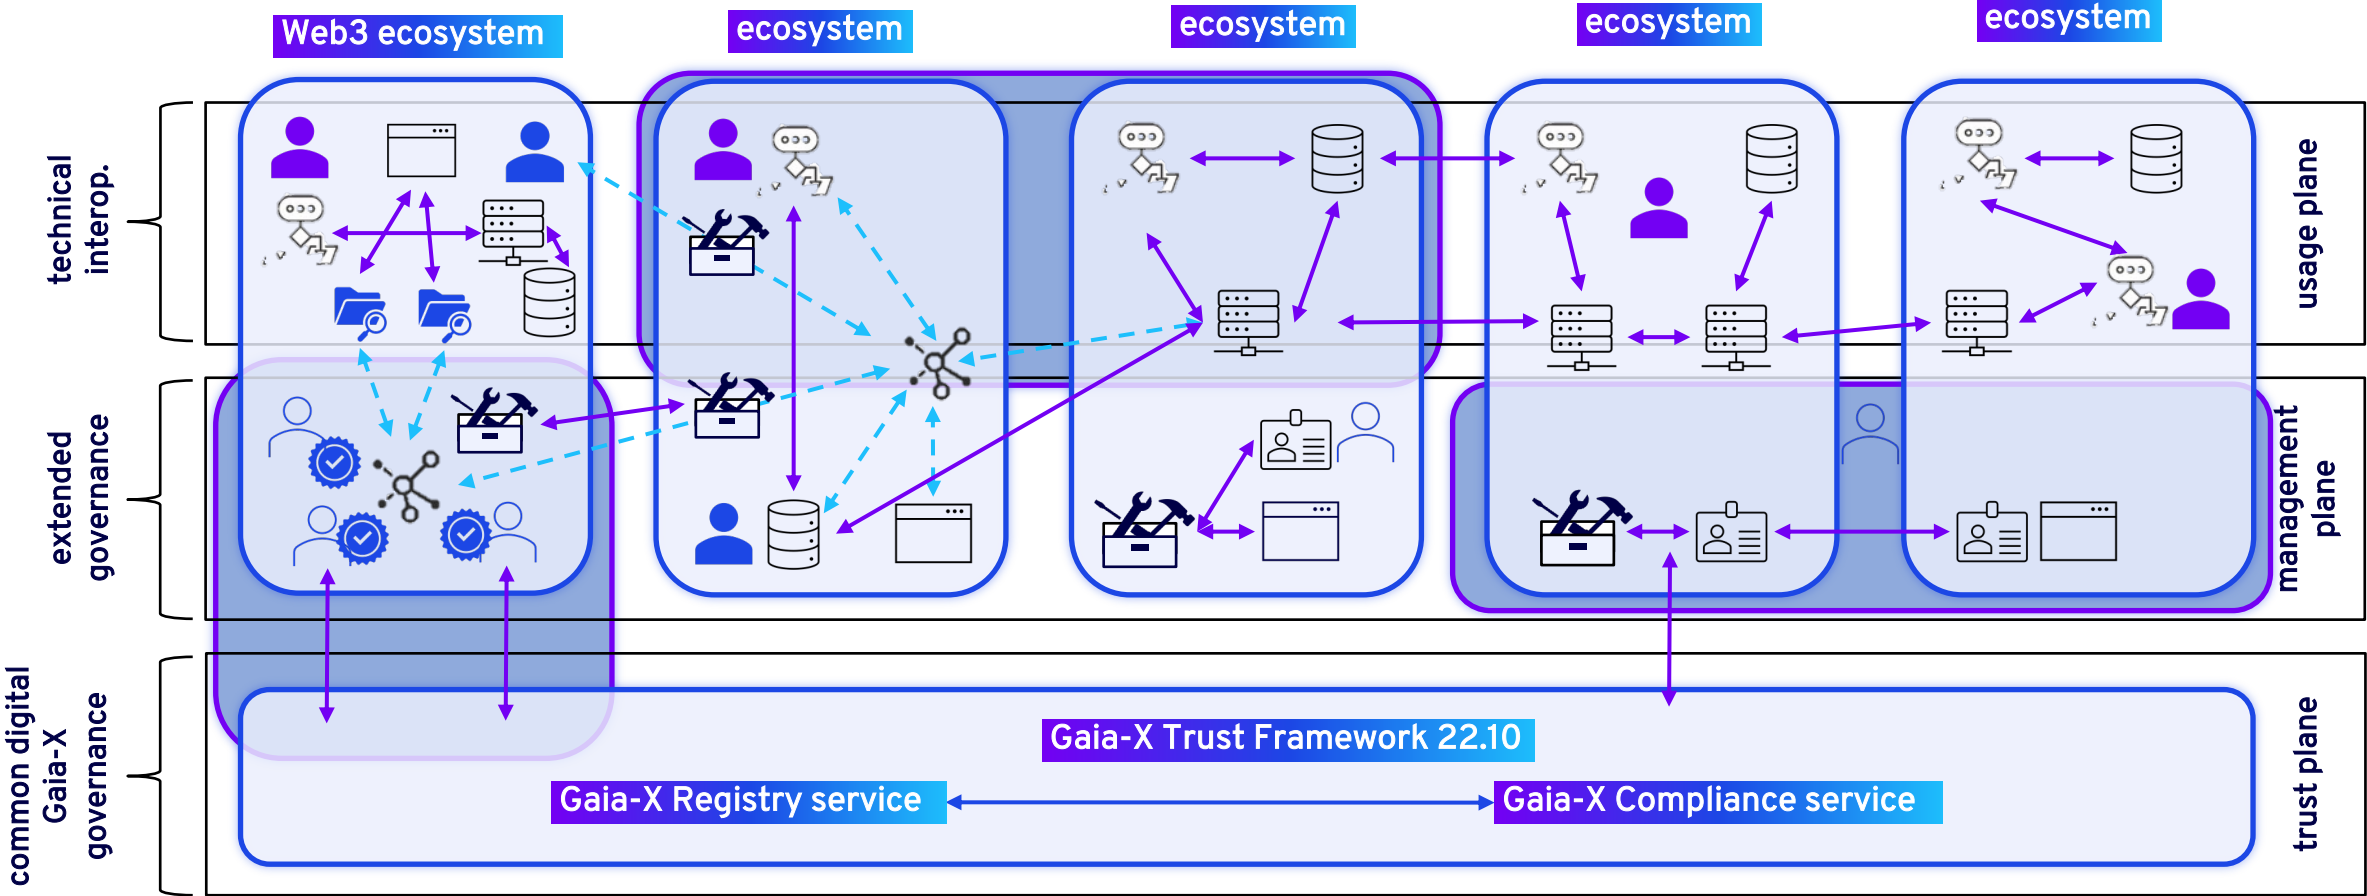 Web3 ecosystem
ecosystem
ecosystem
ecosystem
ecosystem
technical
interop.
usage plane
extended
governance
management
plane
common digital
Gaia-X
governance
trust plane
Gaia-X Trust Framework 22.10
Gaia-X Registry service
Gaia-X Compliance service